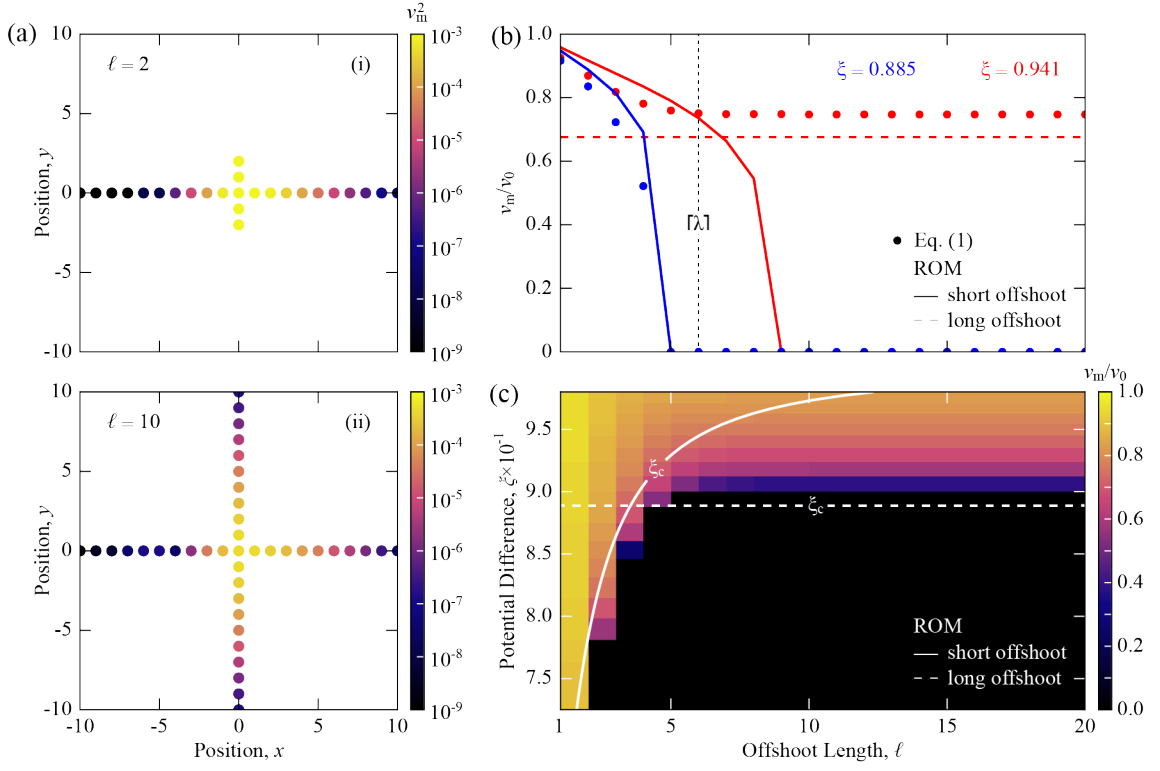 (a)
v_m^2
ℓ = 2
(i)
Position, y
10
5
0
-5
-10
10^-3
10^-4
10^-5
10^-6
10^-7
10^-8
10^-9
ℓ = 10
(ii)
Position, y
10
5
0
-5
-10
-10 -5 0 5 10
Position, x
10^-3
10^-4
10^-5
10^-6
10^-7
10^-8
10^-9
(b)
v_m/v_0
1.0
0.8
0.6
0.4
0.2
0
ξ = 0.885
ξ = 0.941
⌈λ⌉
Eq. (1)
ROM
short offshoot
long offshoot
(c)
Potential Difference, ξ×10^-1
9.5
9.0
8.5
8.0
7.5
ξ_c
ξ_c
ROM
short offshoot
long offshoot
1 5 10 15 20
Offshoot Length, ℓ
v_m/v_0
1.0
0.8
0.6
0.4
0.2
0.0